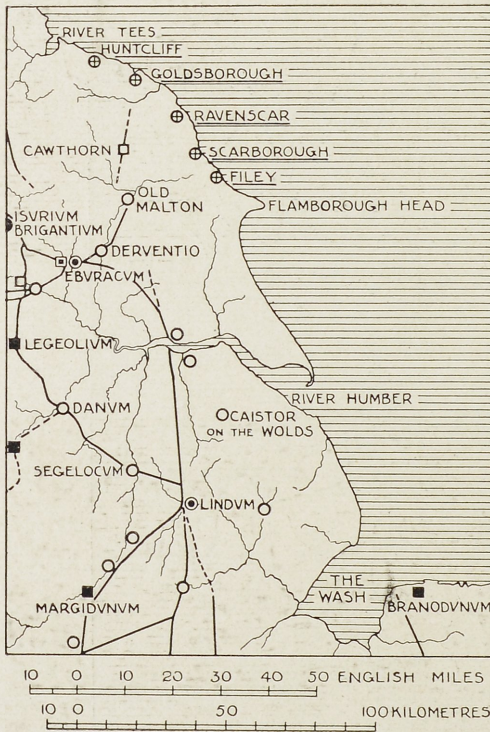 RIVER TEES
HUNTCLIFF
GOLDSBOROUGH
RAVENSCAR
CAWTHORN
SCARBOROUGH
FILEY
OLD
MALTON
FLAMBOROUGH HEAD
ISVRIVM
BRIGANTIVM
DERVENTIO
EBVRACVM
LEGEOLIVM
RIVER HUMBER
DANVM
CAISTOR
ON THE WOLDS
SEGELOCVM
LINDVM
THE
WASH
MARGIDVNVM
BRANODVNVM
10 0 10 20 30 40 50 ENGLISH MILES
10 0 50 100 KILOMETRES